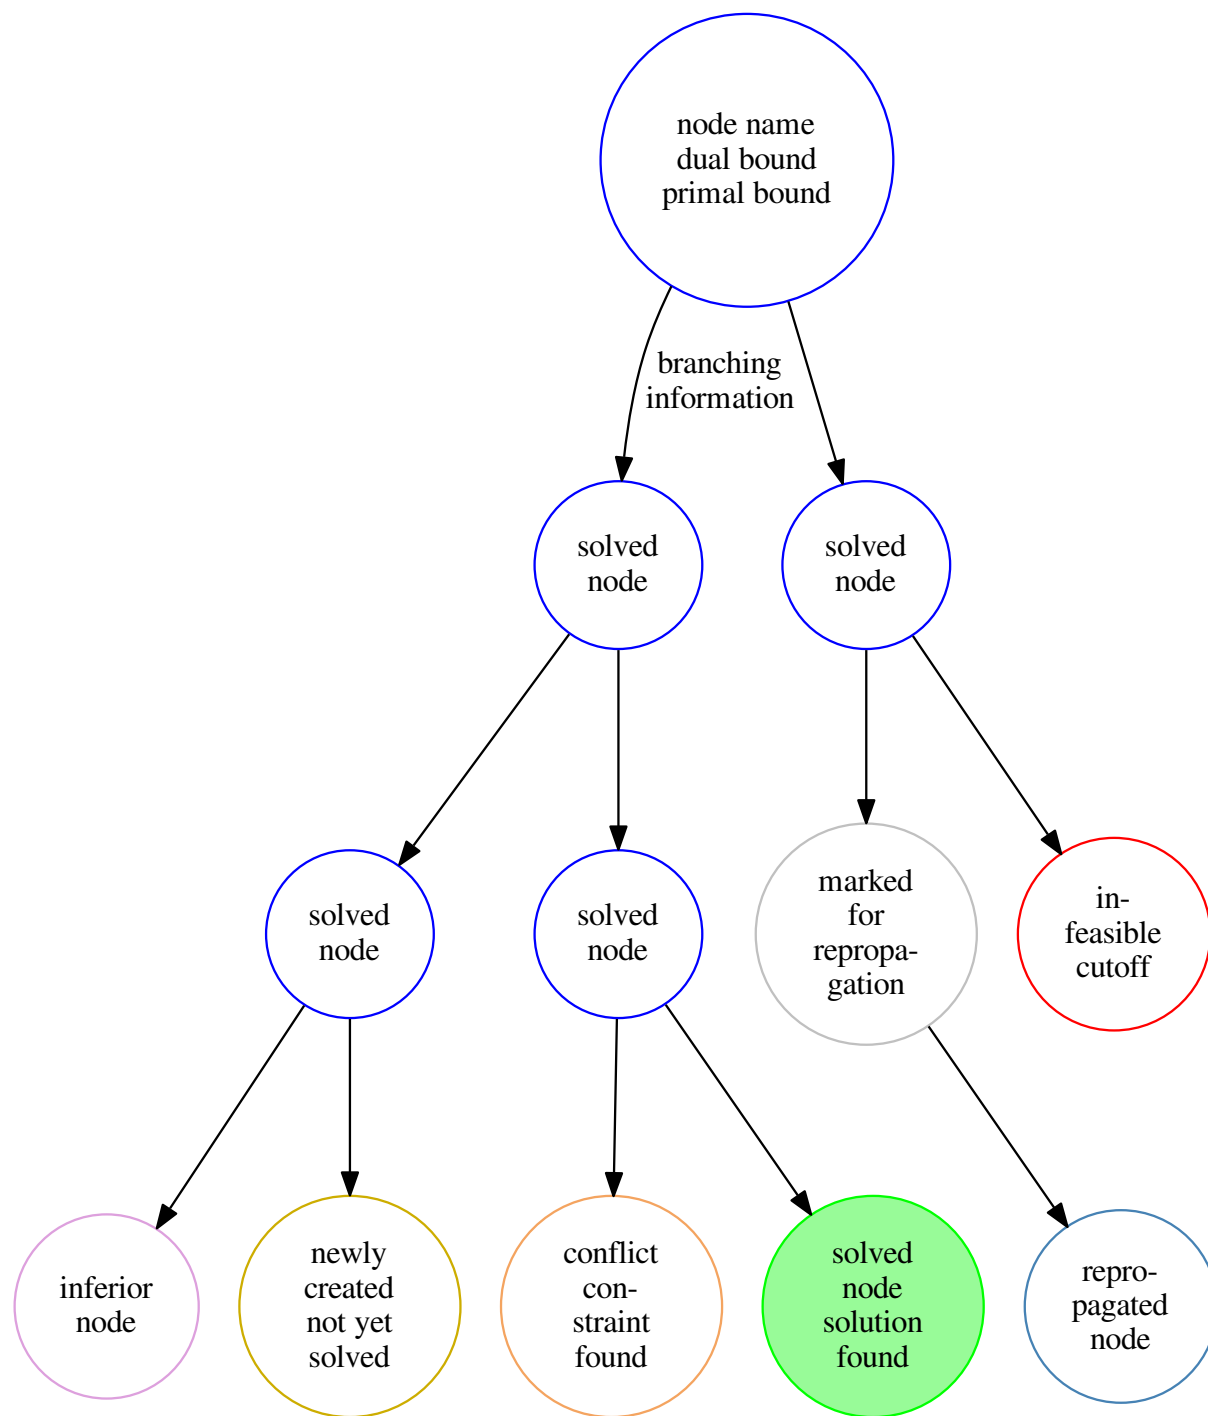 node name
dual bound
primal bound
branching
information
solved
node
solved
node
solved
node
solved
node
marked
for
repropa-
gation
in-
feasible
cutoff
inferior
node
newly
created
not yet
solved
conflict
con-
straint
found
solved
node
solution
found
repro-
pagated
node